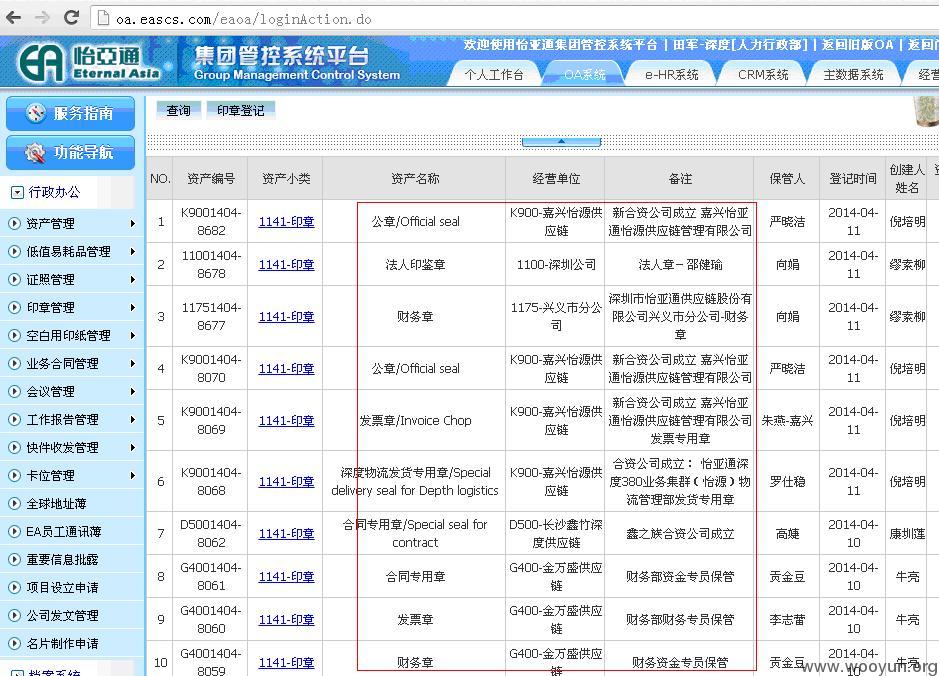 oa.eascs.com/eaoa/loginAction.do
欢迎使用怡亚通集团管控系统平台 | 田军-深度[人力行政部] | 返回旧版OA | 返回门
EA 怡亞通 Eternal Asia
集团管控系统平台
Group Management Control System
个人工作台 OA系统 e-HR系统 CRM系统 主数据系统 经营
服务指南
功能导航
行政办公
资产管理
低值易耗品管理
证照管理
印章管理
空白用印纸管理
业务合同管理
会议管理
工作报告管理
快件收发管理
卡位管理
全球地址薄
EA员工通讯薄
重要信息批露
项目设立申请
公司发文管理
名片制作申请
档案系统
查询 印章登记
NO. 资产编号 资产小类 资产名称 经营单位 备注 保管人 登记时间 创建人
姓名
1 K9001404-
8682 1141-印章 公章/Official seal K900-嘉兴怡源供
应链 新合资公司成立 嘉兴怡亚
通怡源供应链管理有限公司 严晓洁 2014-04-
11 倪培明
2 11001404-
8678 1141-印章 法人印鉴章 1100-深圳公司 法人章－邵健瑜 向娟 2014-04-
11 缪素柳
3 11751404-
8677 1141-印章 财务章 1175-兴义市分公
司 深圳市怡亚通供应链股份有
限公司兴义市分公司-财务
章 向娟 2014-04-
11 缪素柳
4 K9001404-
8070 1141-印章 公章/Official seal K900-嘉兴怡源供
应链 新合资公司成立 嘉兴怡亚
通怡源供应链管理有限公司 严晓洁 2014-04-
11 倪培明
5 K9001404-
8069 1141-印章 发票章/Invoice Chop K900-嘉兴怡源供
应链 新合资公司成立 嘉兴怡亚
通怡源供应链管理有限公司
发票专用章 朱燕-嘉兴 2014-04-
11 倪培明
6 K9001404-
8068 1141-印章 深度物流发货专用章/Special
delivery seal for Depth logistics K900-嘉兴怡源供
应链 合资公司成立： 怡亚通深
度380业务集群（怡源）物
流管理部发货专用章 罗仕稳 2014-04-
11 倪培明
7 D5001404-
8062 1141-印章 合同专用章/Special seal for
contract D500-长沙鑫竹深
度供应链 鑫之族合资公司成立 高婕 2014-04-
10 康圳莲
8 G4001404-
8061 1141-印章 合同专用章 G400-金万盛供应
链 财务部资金专员保管 贡金豆 2014-04-
10 牛亮
9 G4001404-
8060 1141-印章 发票章 G400-金万盛供应
链 财务部财务专员保管 李志蕾 2014-04-
10 牛亮
10 G4001404-
8059 1141-印章 财务章 G400-金万盛供应
链 财务资金专员保管 贡金豆 2014-04-
10 牛亮
www.wooyun.org